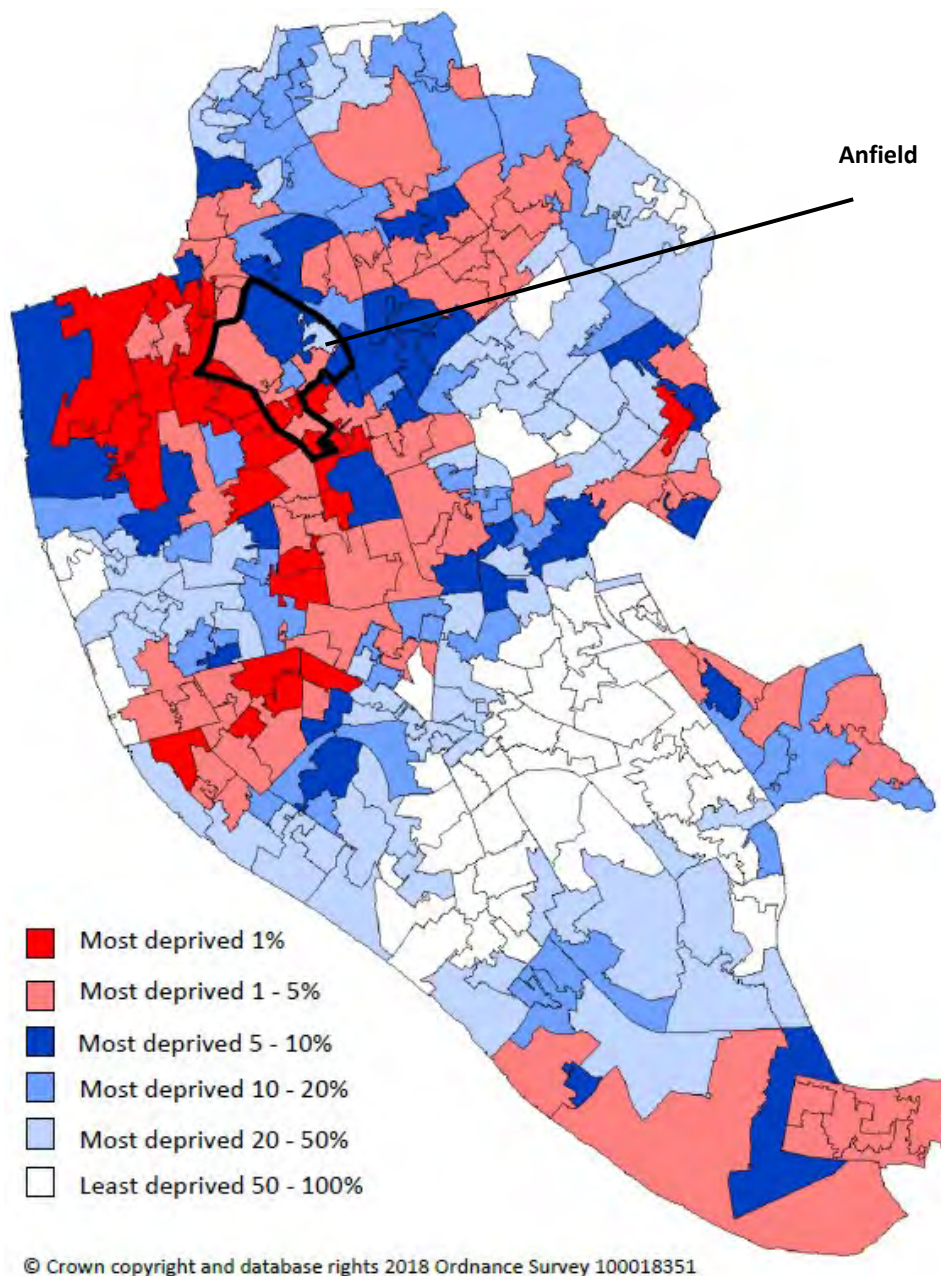 Anfield
Most deprived 1%
Most deprived 1 - 5%
Most deprived 5 - 10%
Most deprived 10 - 20%
Most deprived 20 - 50%
Least deprived 50 - 100%
© Crown copyright and database rights 2018 Ordnance Survey 100018351